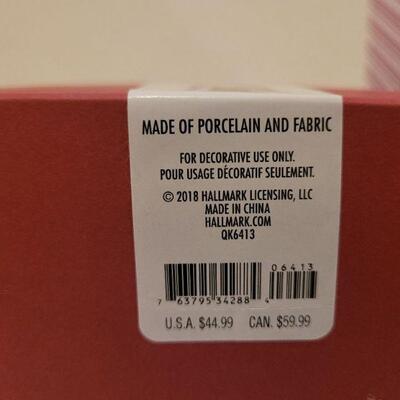 MADE OF PORCELAIN AND FABRIC
FOR DECORATIVE USE ONLY.
POUR USAGE DÉCORATIF SEULEMENT.
© 2018 HALLMARK LICENSING, LLC
MADE IN CHINA
HALLMARK.COM
QK6413
06413
7 63795 34288 4
U.S.A. $44.99 CAN. $59.99